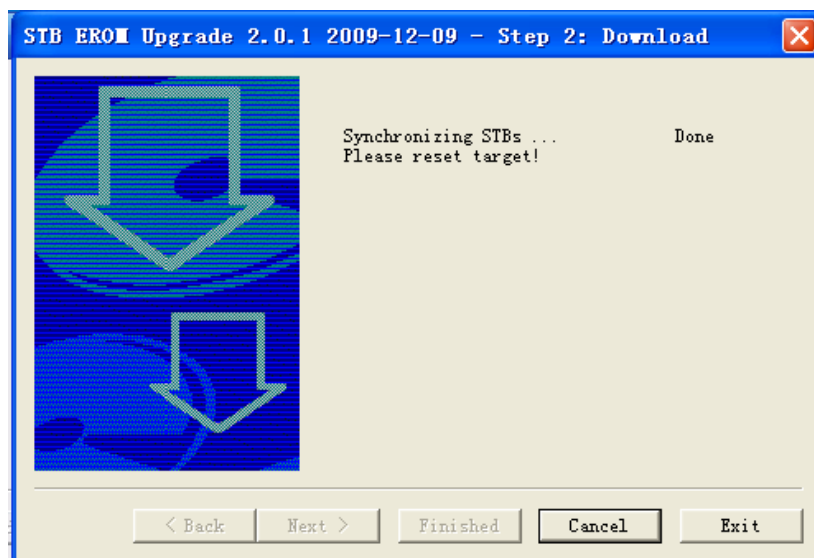 STB EROM Upgrade 2.0.1 2009-12-09 - Step 2: Download
Synchronizing STBs ... Done
Please reset target!
< Back Next > Finished Cancel Exit